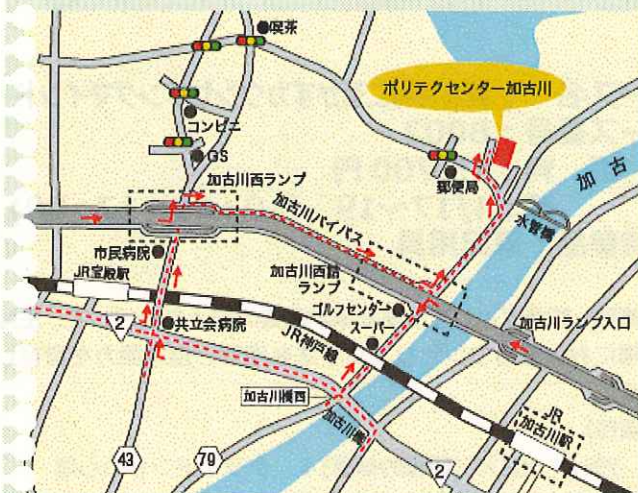 喫茶
ポリテクセンター加古川
コンビニ
GS
郵便局
加古川西ランプ
加古川バイパス
加古
水管橋
市民病院
JR宝殿駅
加古川西詰
ランプ
ゴルフセンター
スーパー
加古川ランプ入口
2
共立会病院
JR神戸線
加古川橋西
加古川橋
JR
加古川駅
43
79
2